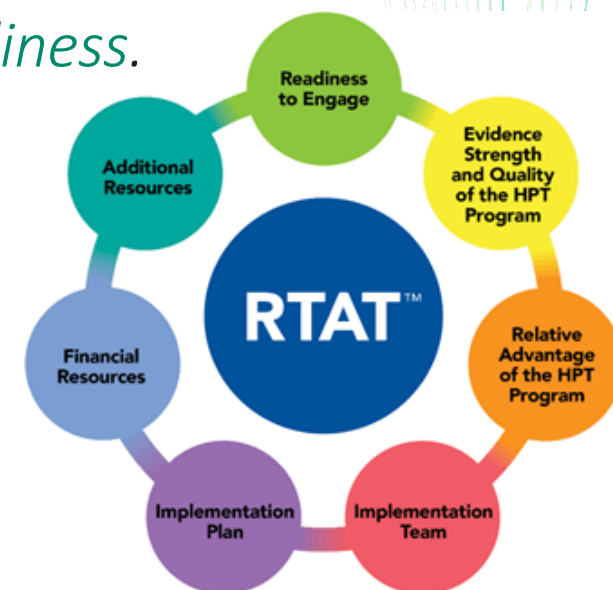 iness.
Readiness
to Engage
Evidence
Strength
and Quality
of the HPT
Program
Relative
Advantage
of the HPT
Program
Implementation
Team
Implementation
Plan
Financial
Resources
Additional
Resources
RTAT™